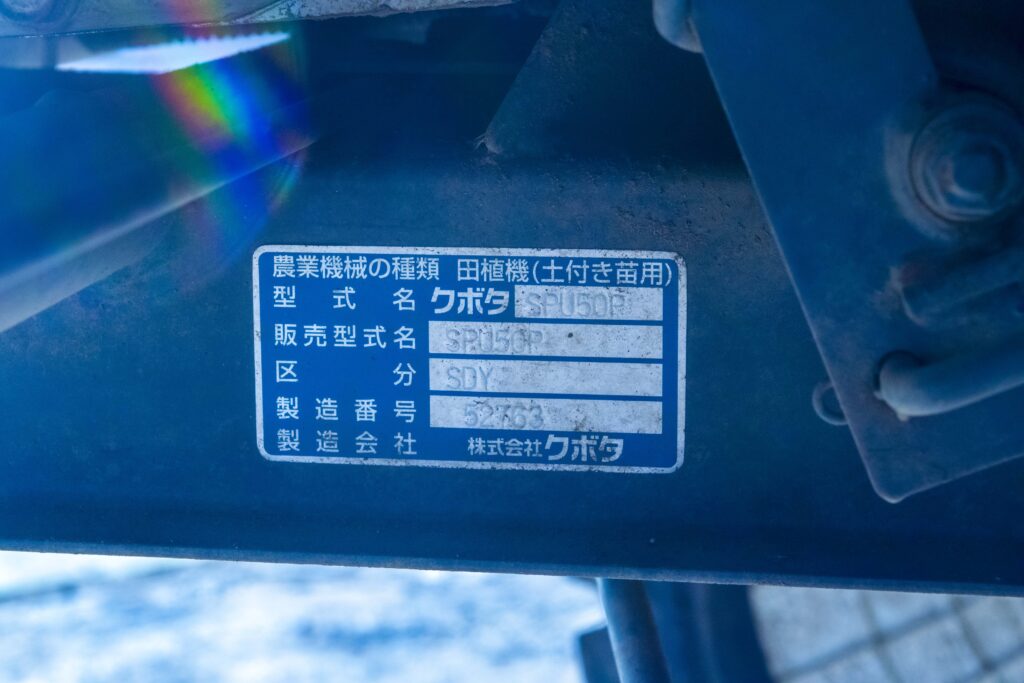 農業機械の種類 田植機(土付き苗用)
型式名 クボタ SPU50P
販売型式名 SPU50P
区分 SDY
製造番号 52763
製造会社 株式会社クボタ